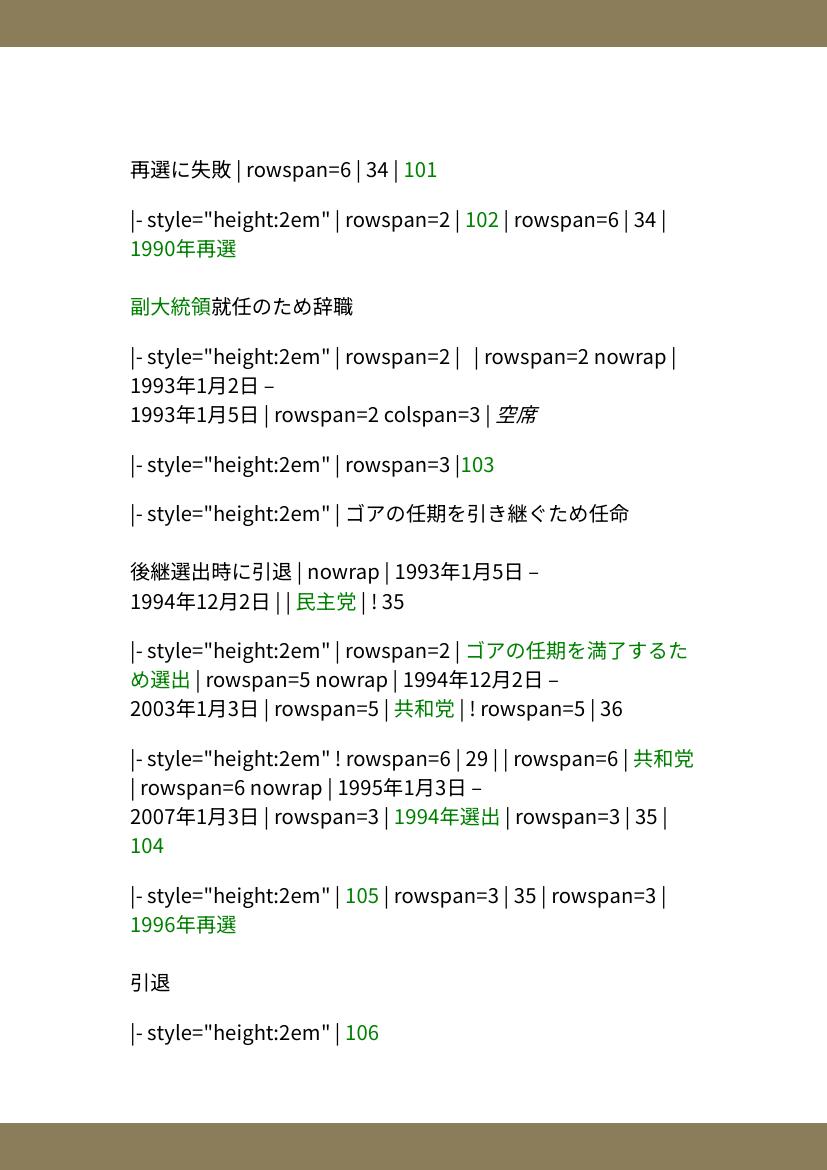 再選に失敗 | rowspan=6 | 34 | 101
|- style="height:2em" | rowspan=2 | 102 | rowspan=6 | 34 |
1990年再選
副大統領就任のため辞職
|- style="height:2em" | rowspan=2 |   | rowspan=2 nowrap |
1993年1月2日 –
1993年1月5日 | rowspan=2 colspan=3 | 空席
|- style="height:2em" | rowspan=3 |103
|- style="height:2em" | ゴアの任期を引き継ぐため任命
後継選出時に引退 | nowrap | 1993年1月5日 –
1994年12月2日 | | 民主党 | ! 35
|- style="height:2em" | rowspan=2 | ゴアの任期を満了するた
め選出 | rowspan=5 nowrap | 1994年12月2日 –
2003年1月3日 | rowspan=5 | 共和党 | ! rowspan=5 | 36
|- style="height:2em" ! rowspan=6 | 29 | | rowspan=6 | 共和党
| rowspan=6 nowrap | 1995年1月3日 –
2007年1月3日 | rowspan=3 | 1994年選出 | rowspan=3 | 35 |
104
|- style="height:2em" | 105 | rowspan=3 | 35 | rowspan=3 |
1996年再選
引退
|- style="height:2em" | 106